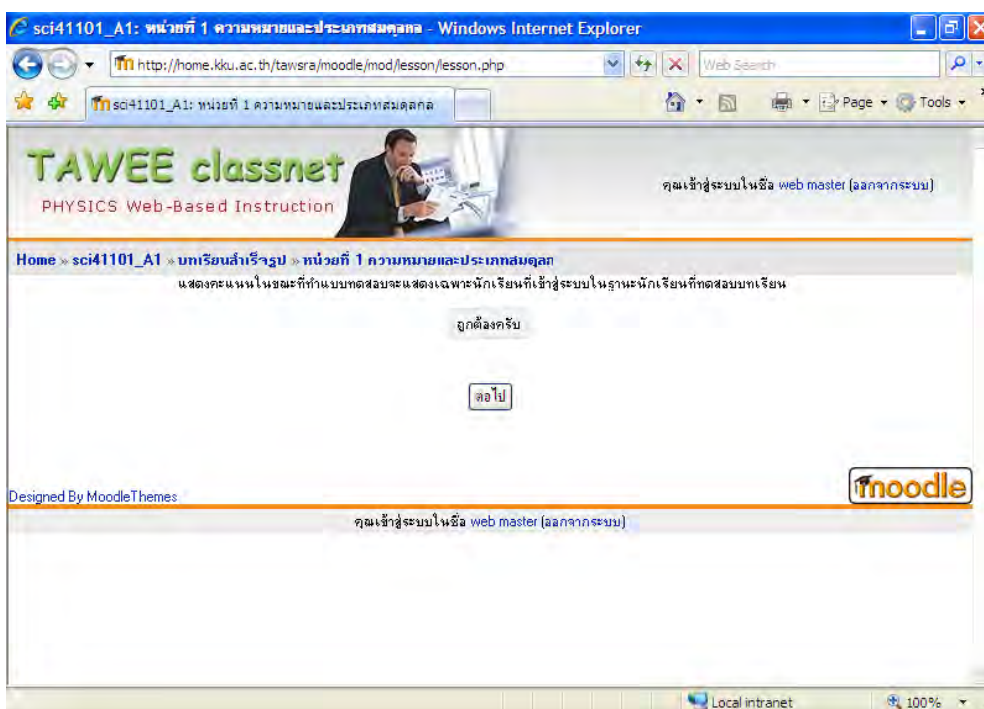 sci41101_A1: หน่วยที่ 1 ความหมายและประเภทสมดุลกล - Windows Internet Explorer
http://home.kku.ac.th/tawsra/moodle/mod/lesson/lesson.php
Web Search
sci41101_A1: หน่วยที่ 1 ความหมายและประเภทสมดุลกล
Page
Tools
TAWEE classnet
PHYSICS Web-Based Instruction
คุณเข้าสู่ระบบในชื่อ web master (ออกจากระบบ)
Home » sci41101_A1 » บทเรียนสำเร็จรูป » หน่วยที่ 1 ความหมายและประเภทสมดุลกล
แสดงคะแนนในขณะที่ทำแบบทดสอบจะแสดงเฉพาะนักเรียนที่เข้าสู่ระบบในฐานะนักเรียนที่ทดสอบบทเรียน
ถูกต้องครับ
ต่อไป
moodle
Designed By MoodleThemes
คุณเข้าสู่ระบบในชื่อ web master (ออกจากระบบ)
Local intranet
100%